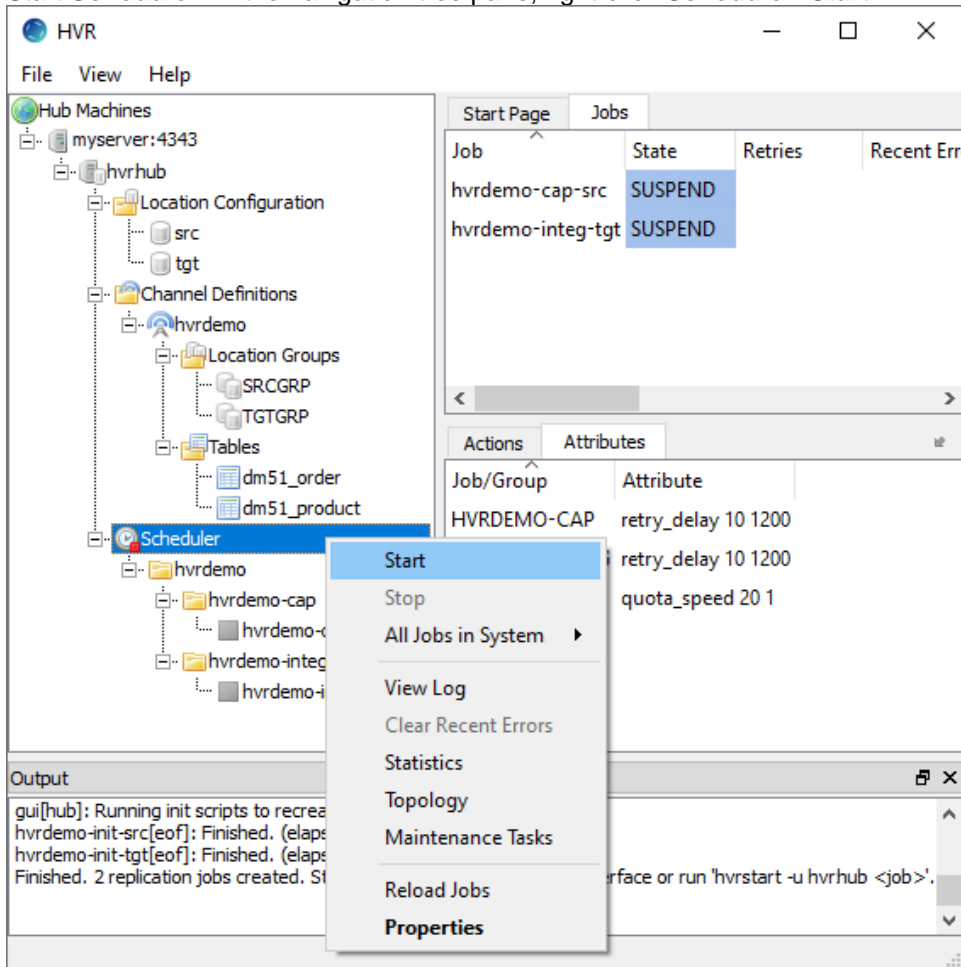 HVR
File View Help
Hub Machines
myserver:4343
hvrhub
Location Configuration
src
tgt
Channel Definitions
hvrdemo
Location Groups
SRCGRP
TGTGRP
Tables
dm51_order
dm51_product
Scheduler
hvrdemo
hvrdemo-cap
hvrdemo-c
hvrdemo-integ
hvrdemo-i
Start Page Jobs
Job State Retries Recent Err
hvrdemo-cap-src SUSPEND
hvrdemo-integ-tgt SUSPEND
Actions Attributes
Job/Group Attribute
HVRDEMO-CAP retry_delay 10 1200
retry_delay 10 1200
quota_speed 20 1
Start
Stop
All Jobs in System
View Log
Clear Recent Errors
Statistics
Topology
Maintenance Tasks
Reload Jobs
Properties
Output
gui[hub]: Running init scripts to recrea
hvrdemo-init-src[eof]: Finished. (elaps
hvrdemo-init-tgt[eof]: Finished. (elaps
Finished. 2 replication jobs created. St rface or run 'hvrstart -u hvrhub <job>'.